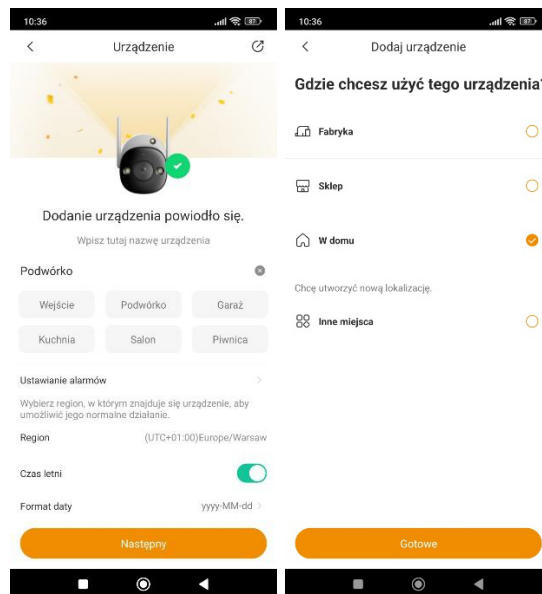 10:36
87
Urządzenie
Dodanie urządzenia powiodło się.
Wpisz tutaj nazwę urządzenia
Podwórko
Wejście
Podwórko
Garaż
Kuchnia
Salon
Piwnica
Ustawianie alarmów
Wybierz region, w którym znajduje się urządzenie, aby
umożliwić jego normalne działanie.
Region
(UTC+01:00)Europe/Warsaw
Czas letni
Format daty
yyyy-MM-dd
Następny
10:36
87
Dodaj urządzenie
Gdzie chcesz użyć tego urządzenia?
Fabryka
Sklep
W domu
Chcę utworzyć nową lokalizację.
Inne miejsca
Gotowe